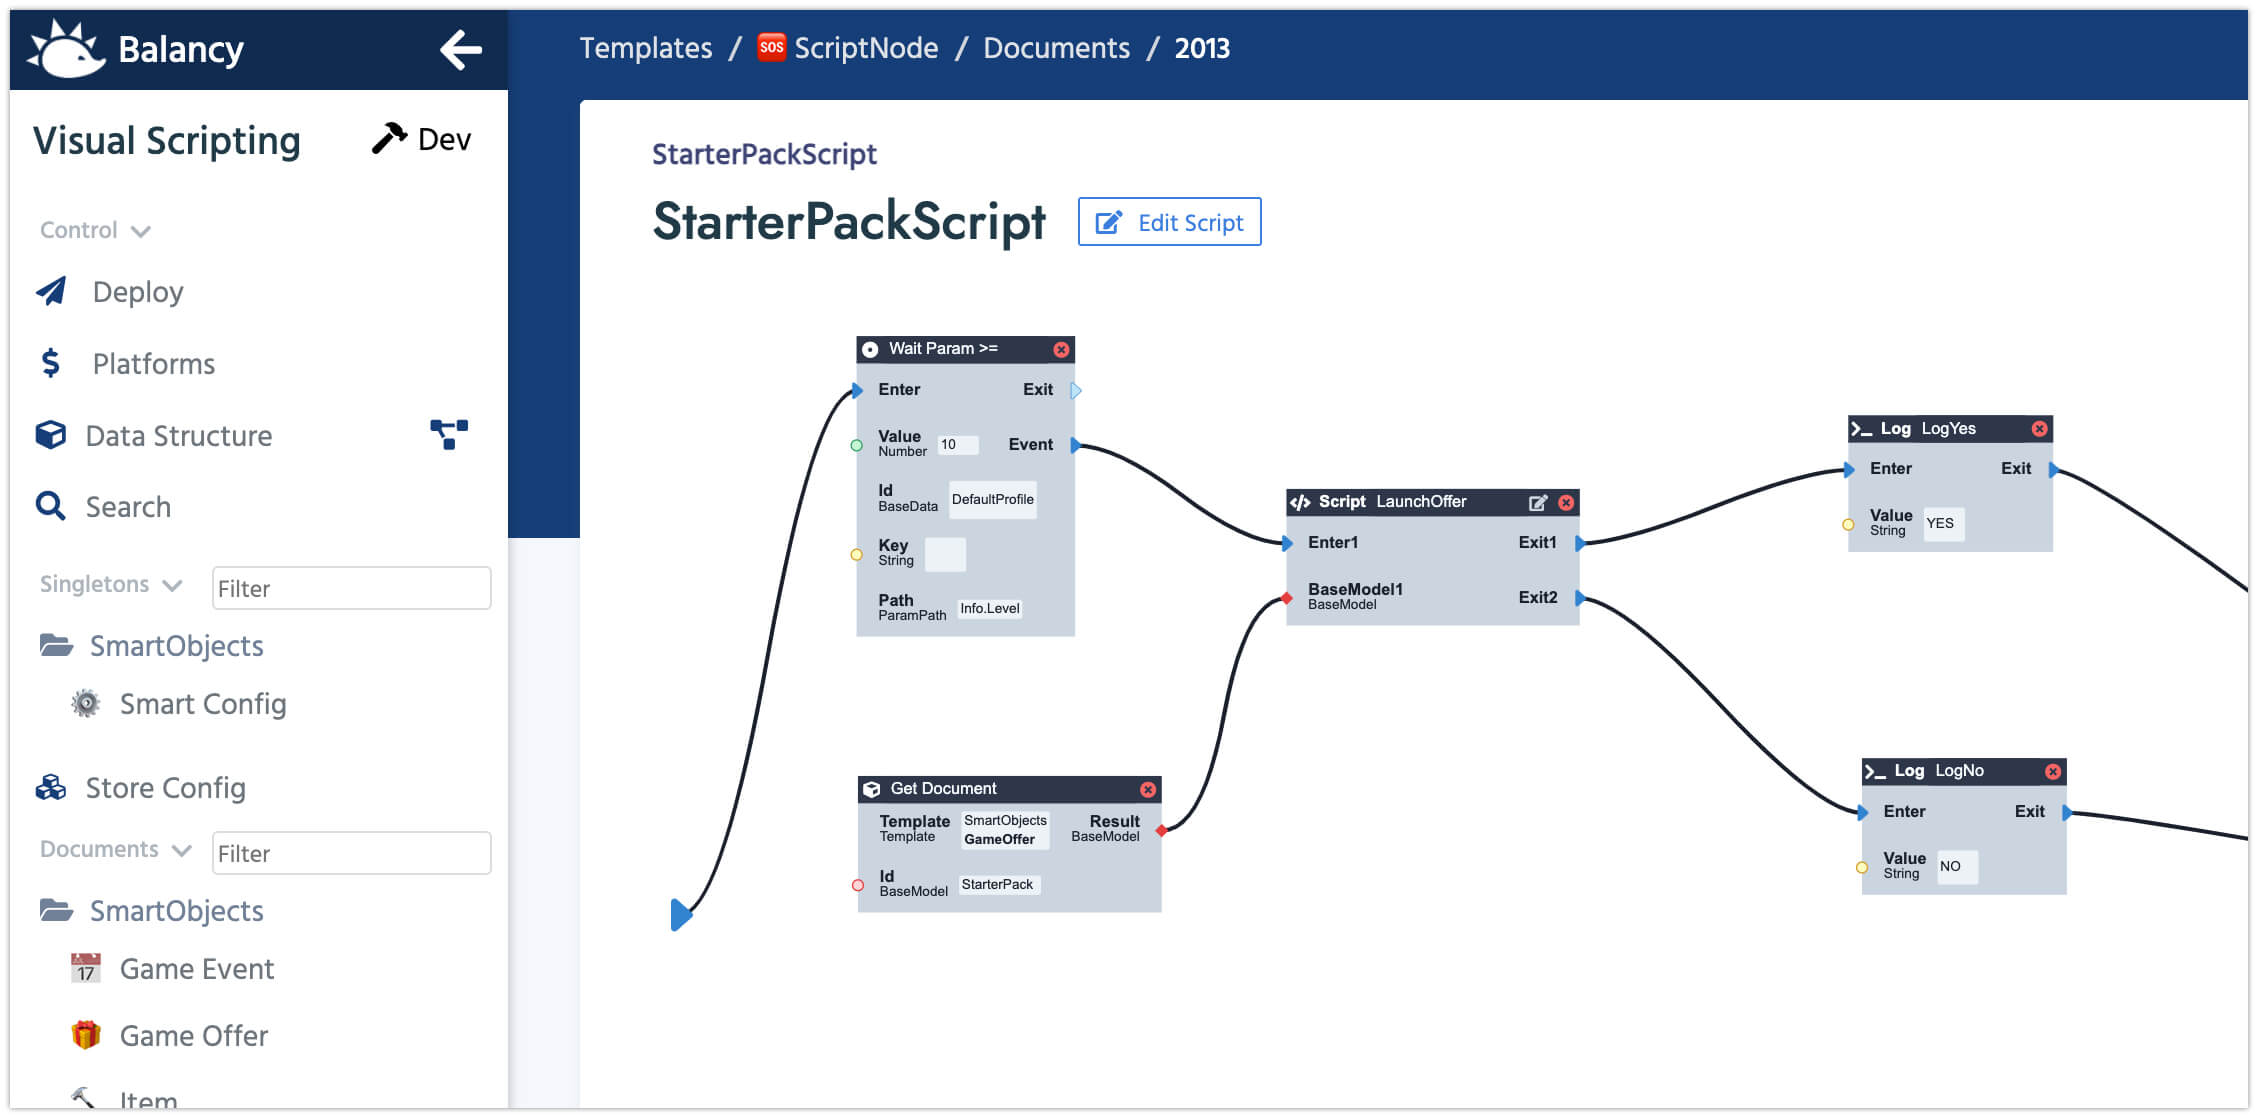 Balancy
Visual Scripting
Dev
Control
Deploy
Platforms
Data Structure
Search
Singletons
Filter
SmartObjects
Smart Config
Store Config
Documents
Filter
SmartObjects
17
Game Event
Game Offer
Item
Templates / SOS ScriptNode / Documents / 2013
StarterPackScript
StarterPackScript
Edit Script
Wait Param >=
Enter Exit
Value 10 Event
Number
Id DefaultProfile
BaseData
Key
String
Path Info.Level
ParamPath
Get Document
Template SmartObjects Result
Template GameOffer BaseModel
Id StarterPack
BaseModel
</> Script LaunchOffer
Enter1 Exit1
BaseModel1 Exit2
BaseModel
>_ Log LogYes
Enter Exit
Value YES
String
>_ Log LogNo
Enter Exit
Value NO
String